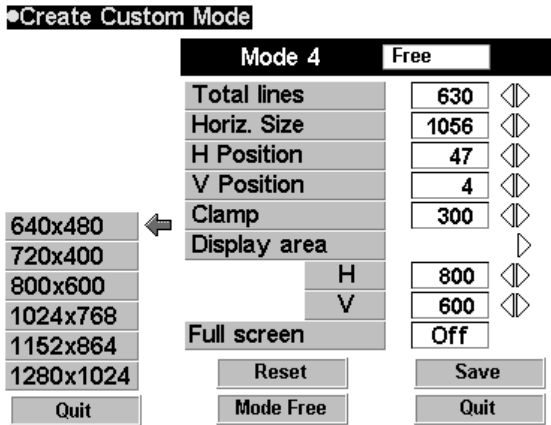 ●Create Custom Mode
Mode 4 Free
Total lines 630
Horiz. Size 1056
H Position 47
V Position 4
Clamp 300
Display area
H 800
V 600
Full screen Off
640x480
720x400
800x600
1024x768
1152x864
1280x1024
Quit
Reset Save
Mode Free Quit